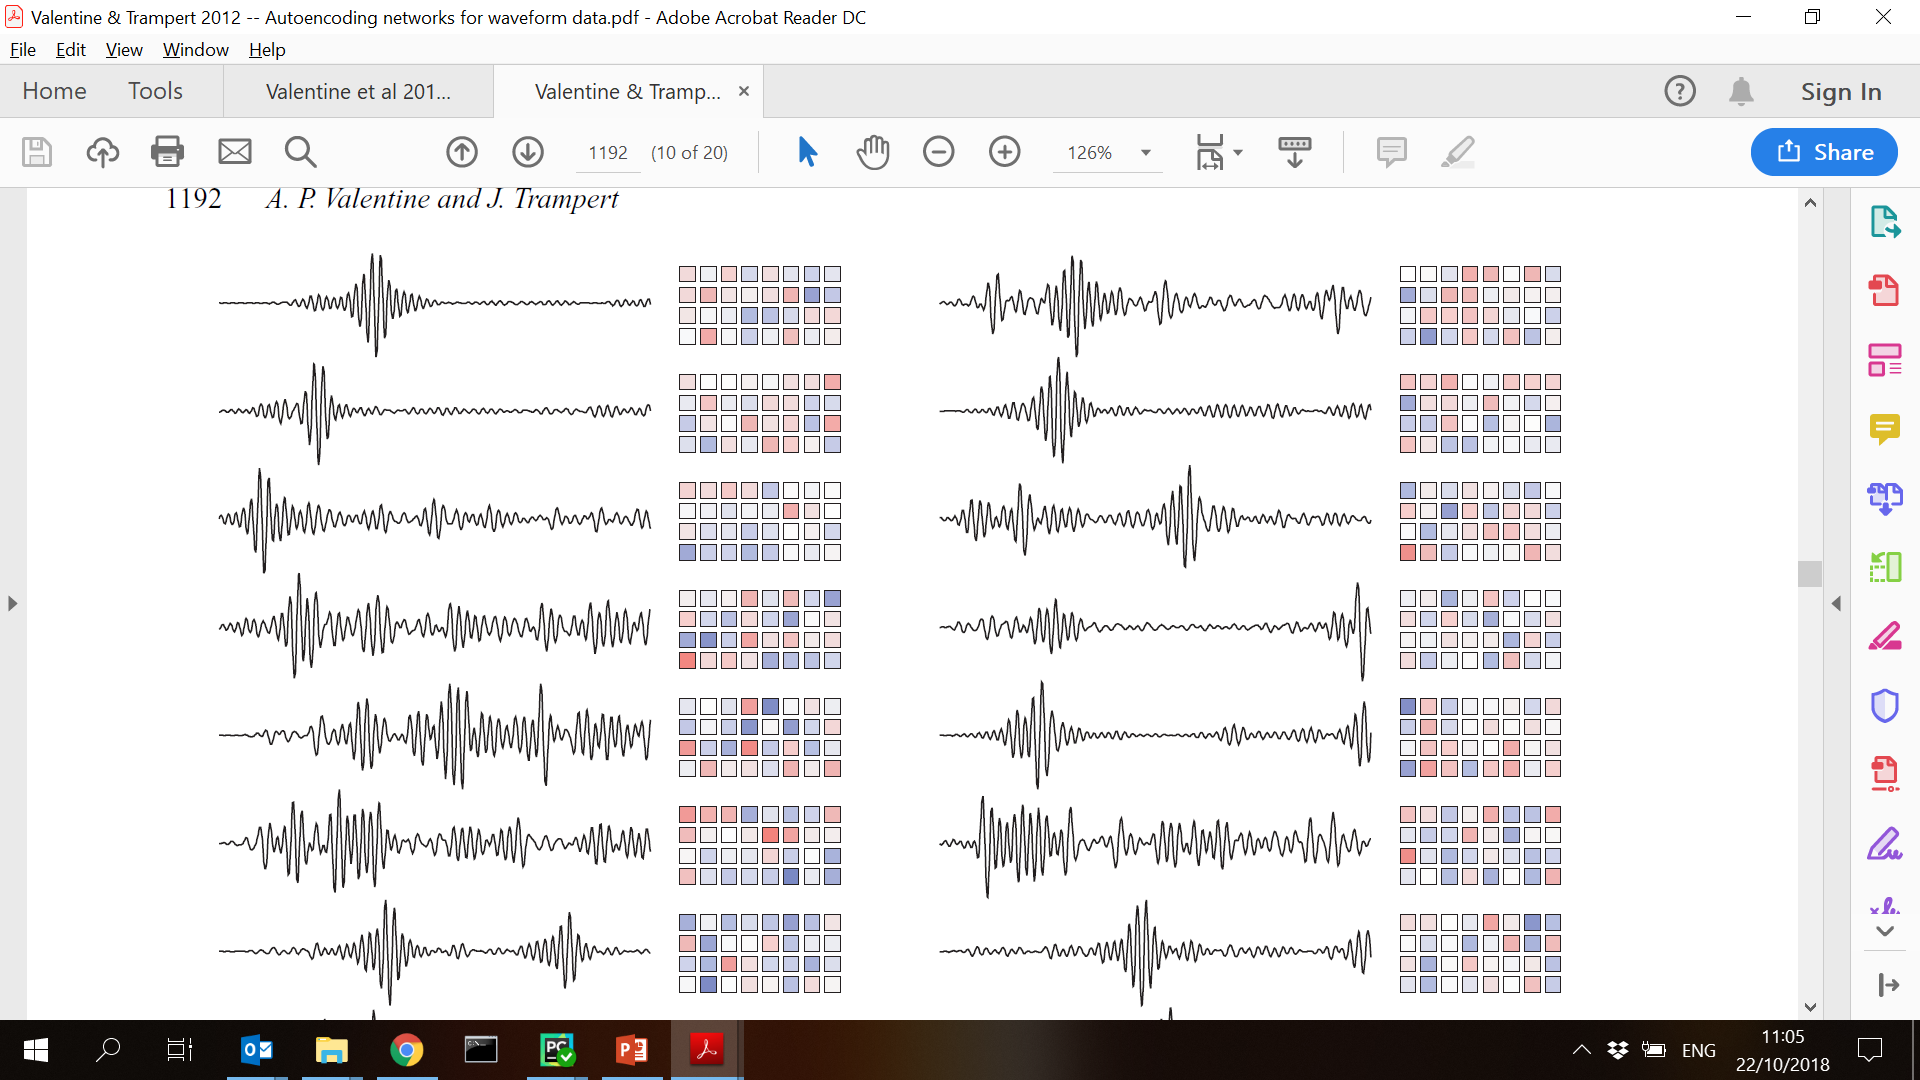 Valentine & Trampert 2012 -- Autoencoding networks for waveform data.pdf - Adobe Acrobat Reader DC
File Edit View Window Help
Home Tools Valentine et al 201... Valentine & Tramp... × Sign In
1192 (10 of 20) 126% Share
1192 A. P. Valentine and J. Trampert
ENG
11:05
22/10/2018